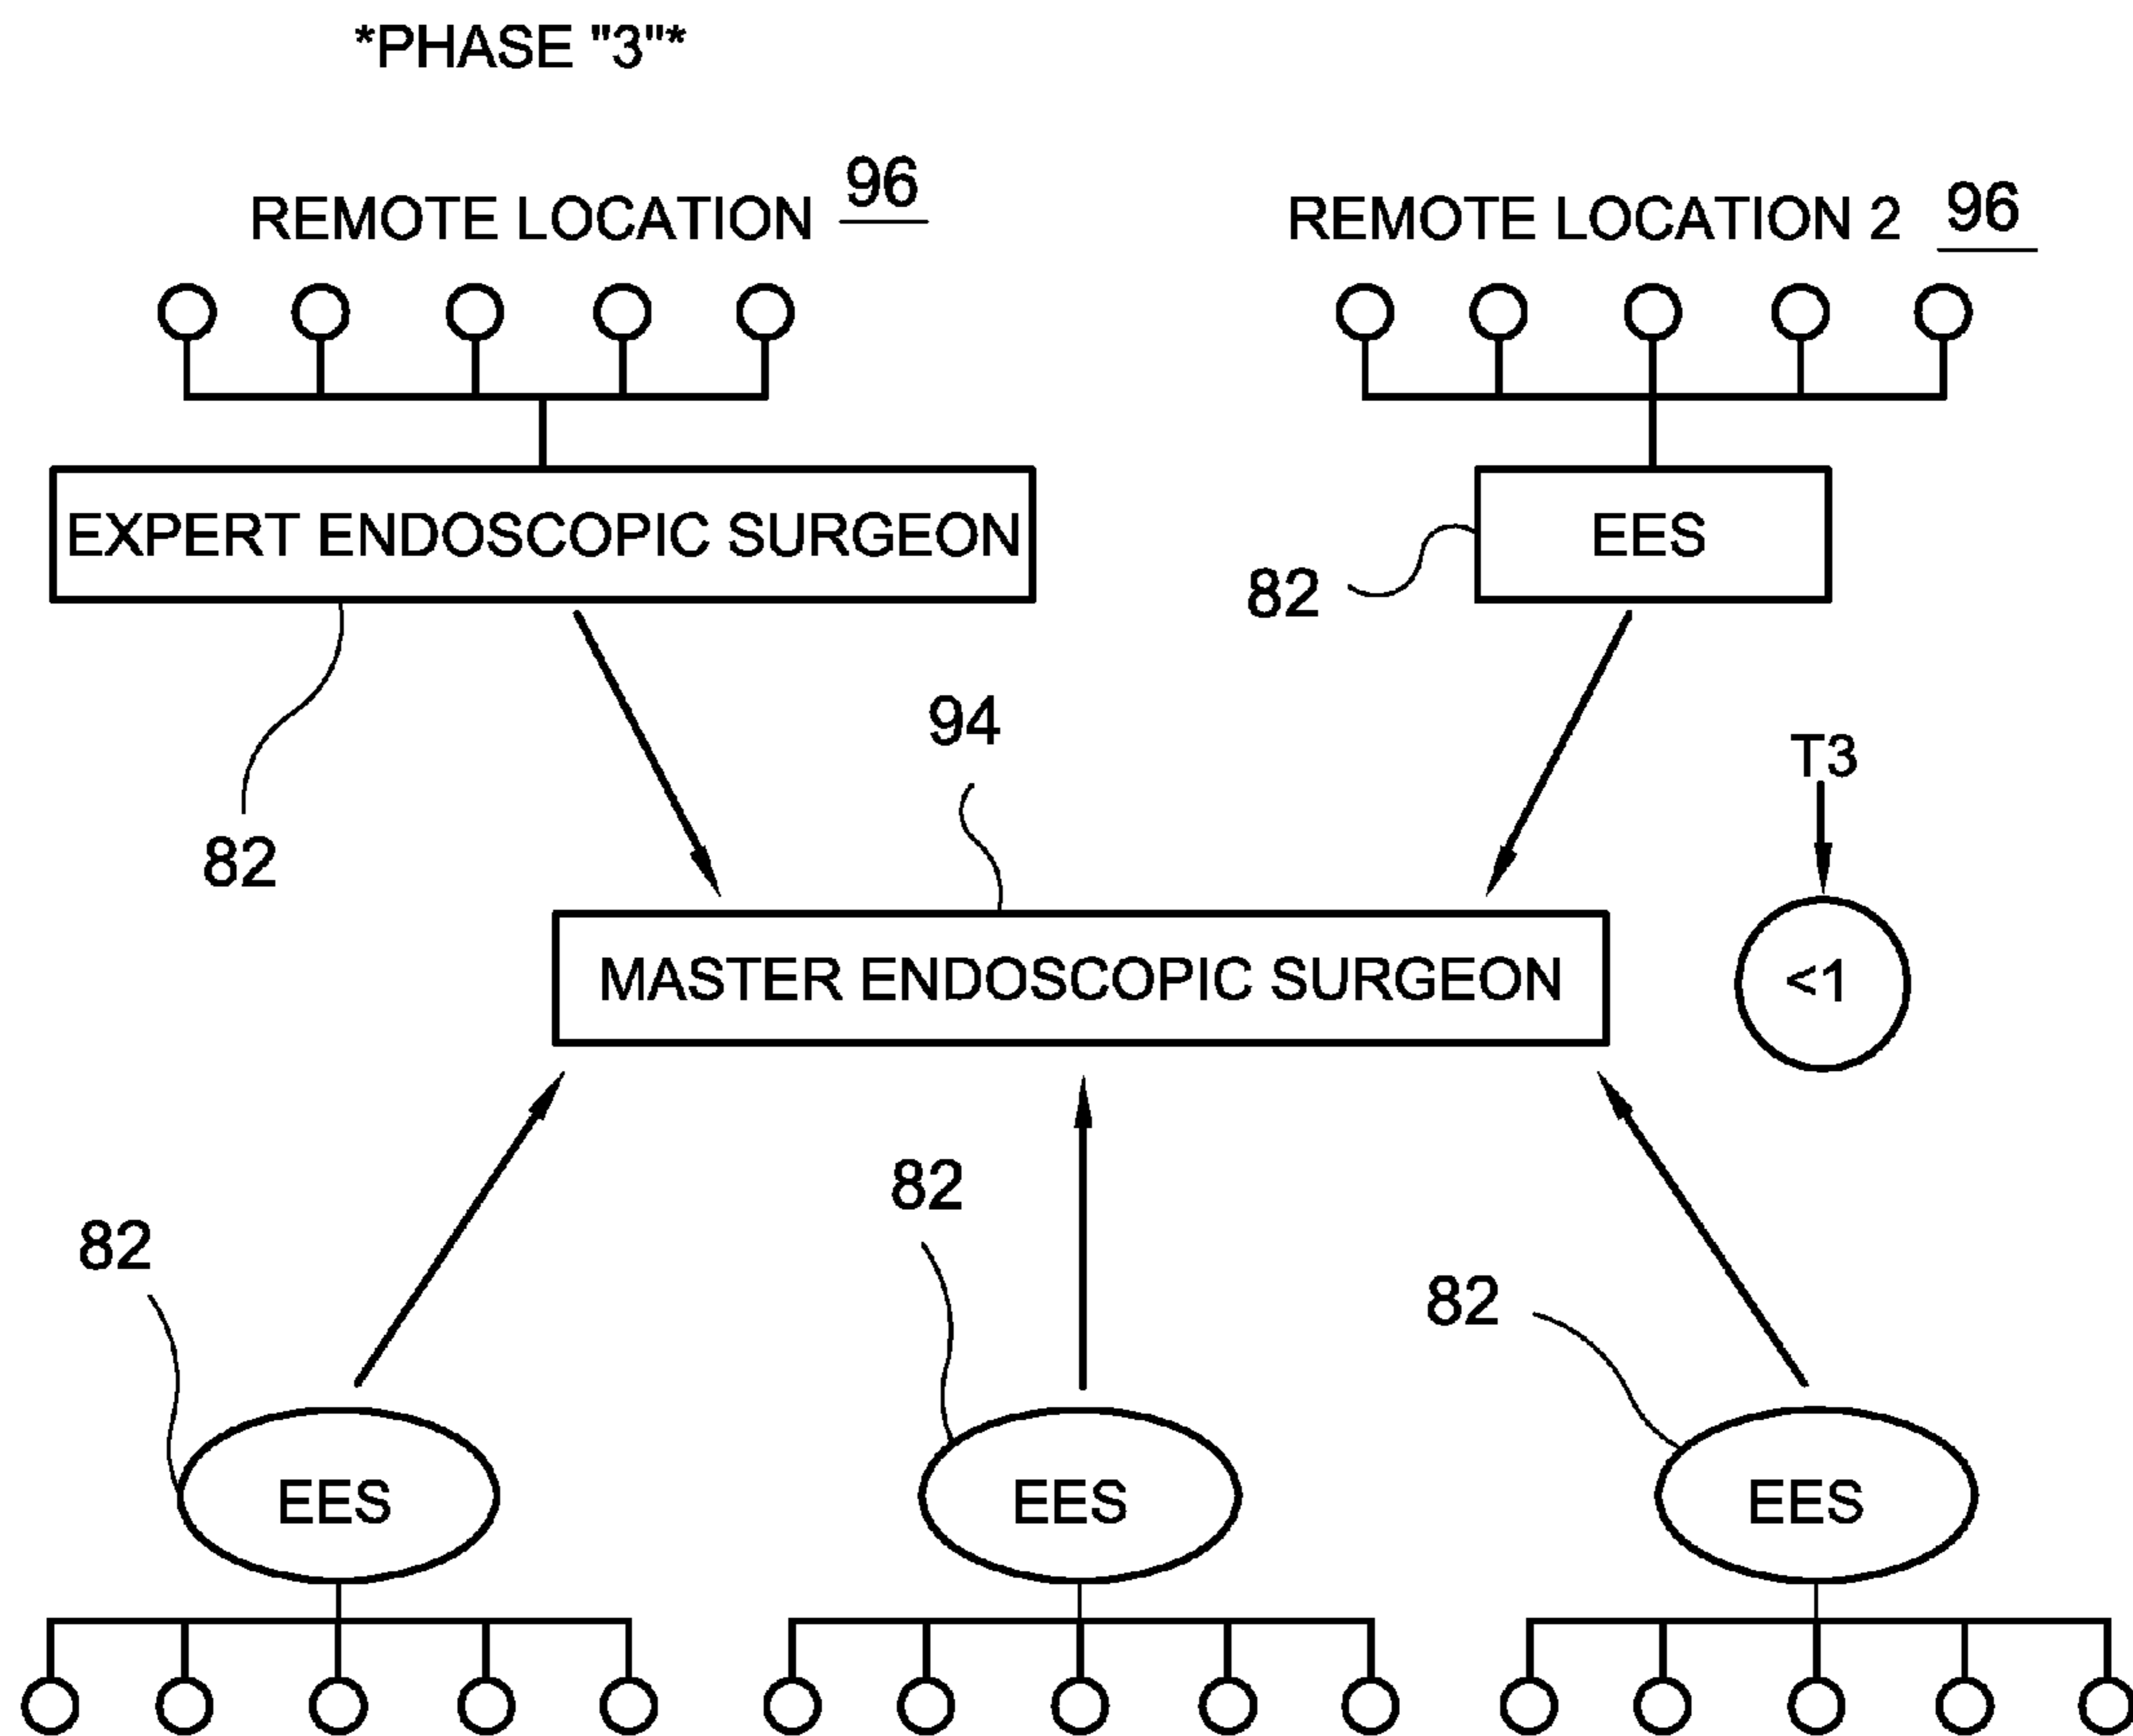 *PHASE "3"*
REMOTE LOCATION 96
REMOTE LOCATION 2 96
EXPERT ENDOSCOPIC SURGEON
EES
82
82
94
T3
MASTER ENDOSCOPIC SURGEON
<1
82
82
82
EES
EES
EES